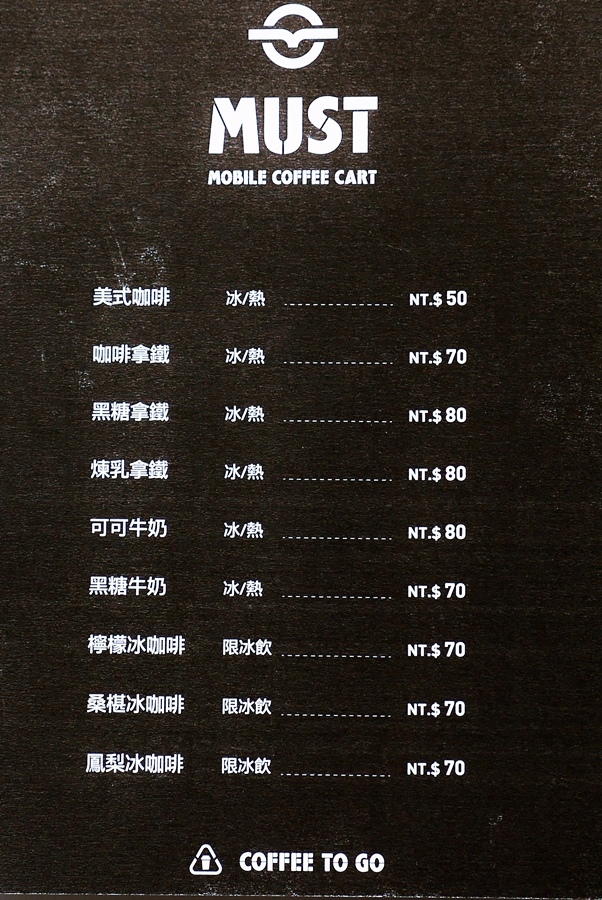 MUST
MOBILE COFFEE CART
美式咖啡 冰/熱 NT.$ 50
咖啡拿鐵 冰/熱 NT.$ 70
黑糖拿鐵 冰/熱 NT.$ 80
煉乳拿鐵 冰/熱 NT.$ 80
可可牛奶 冰/熱 NT.$ 80
黑糖牛奶 冰/熱 NT.$ 70
檸檬冰咖啡 限冰飲 NT.$ 70
桑椹冰咖啡 限冰飲 NT.$ 70
鳳梨冰咖啡 限冰飲 NT.$ 70
COFFEE TO GO